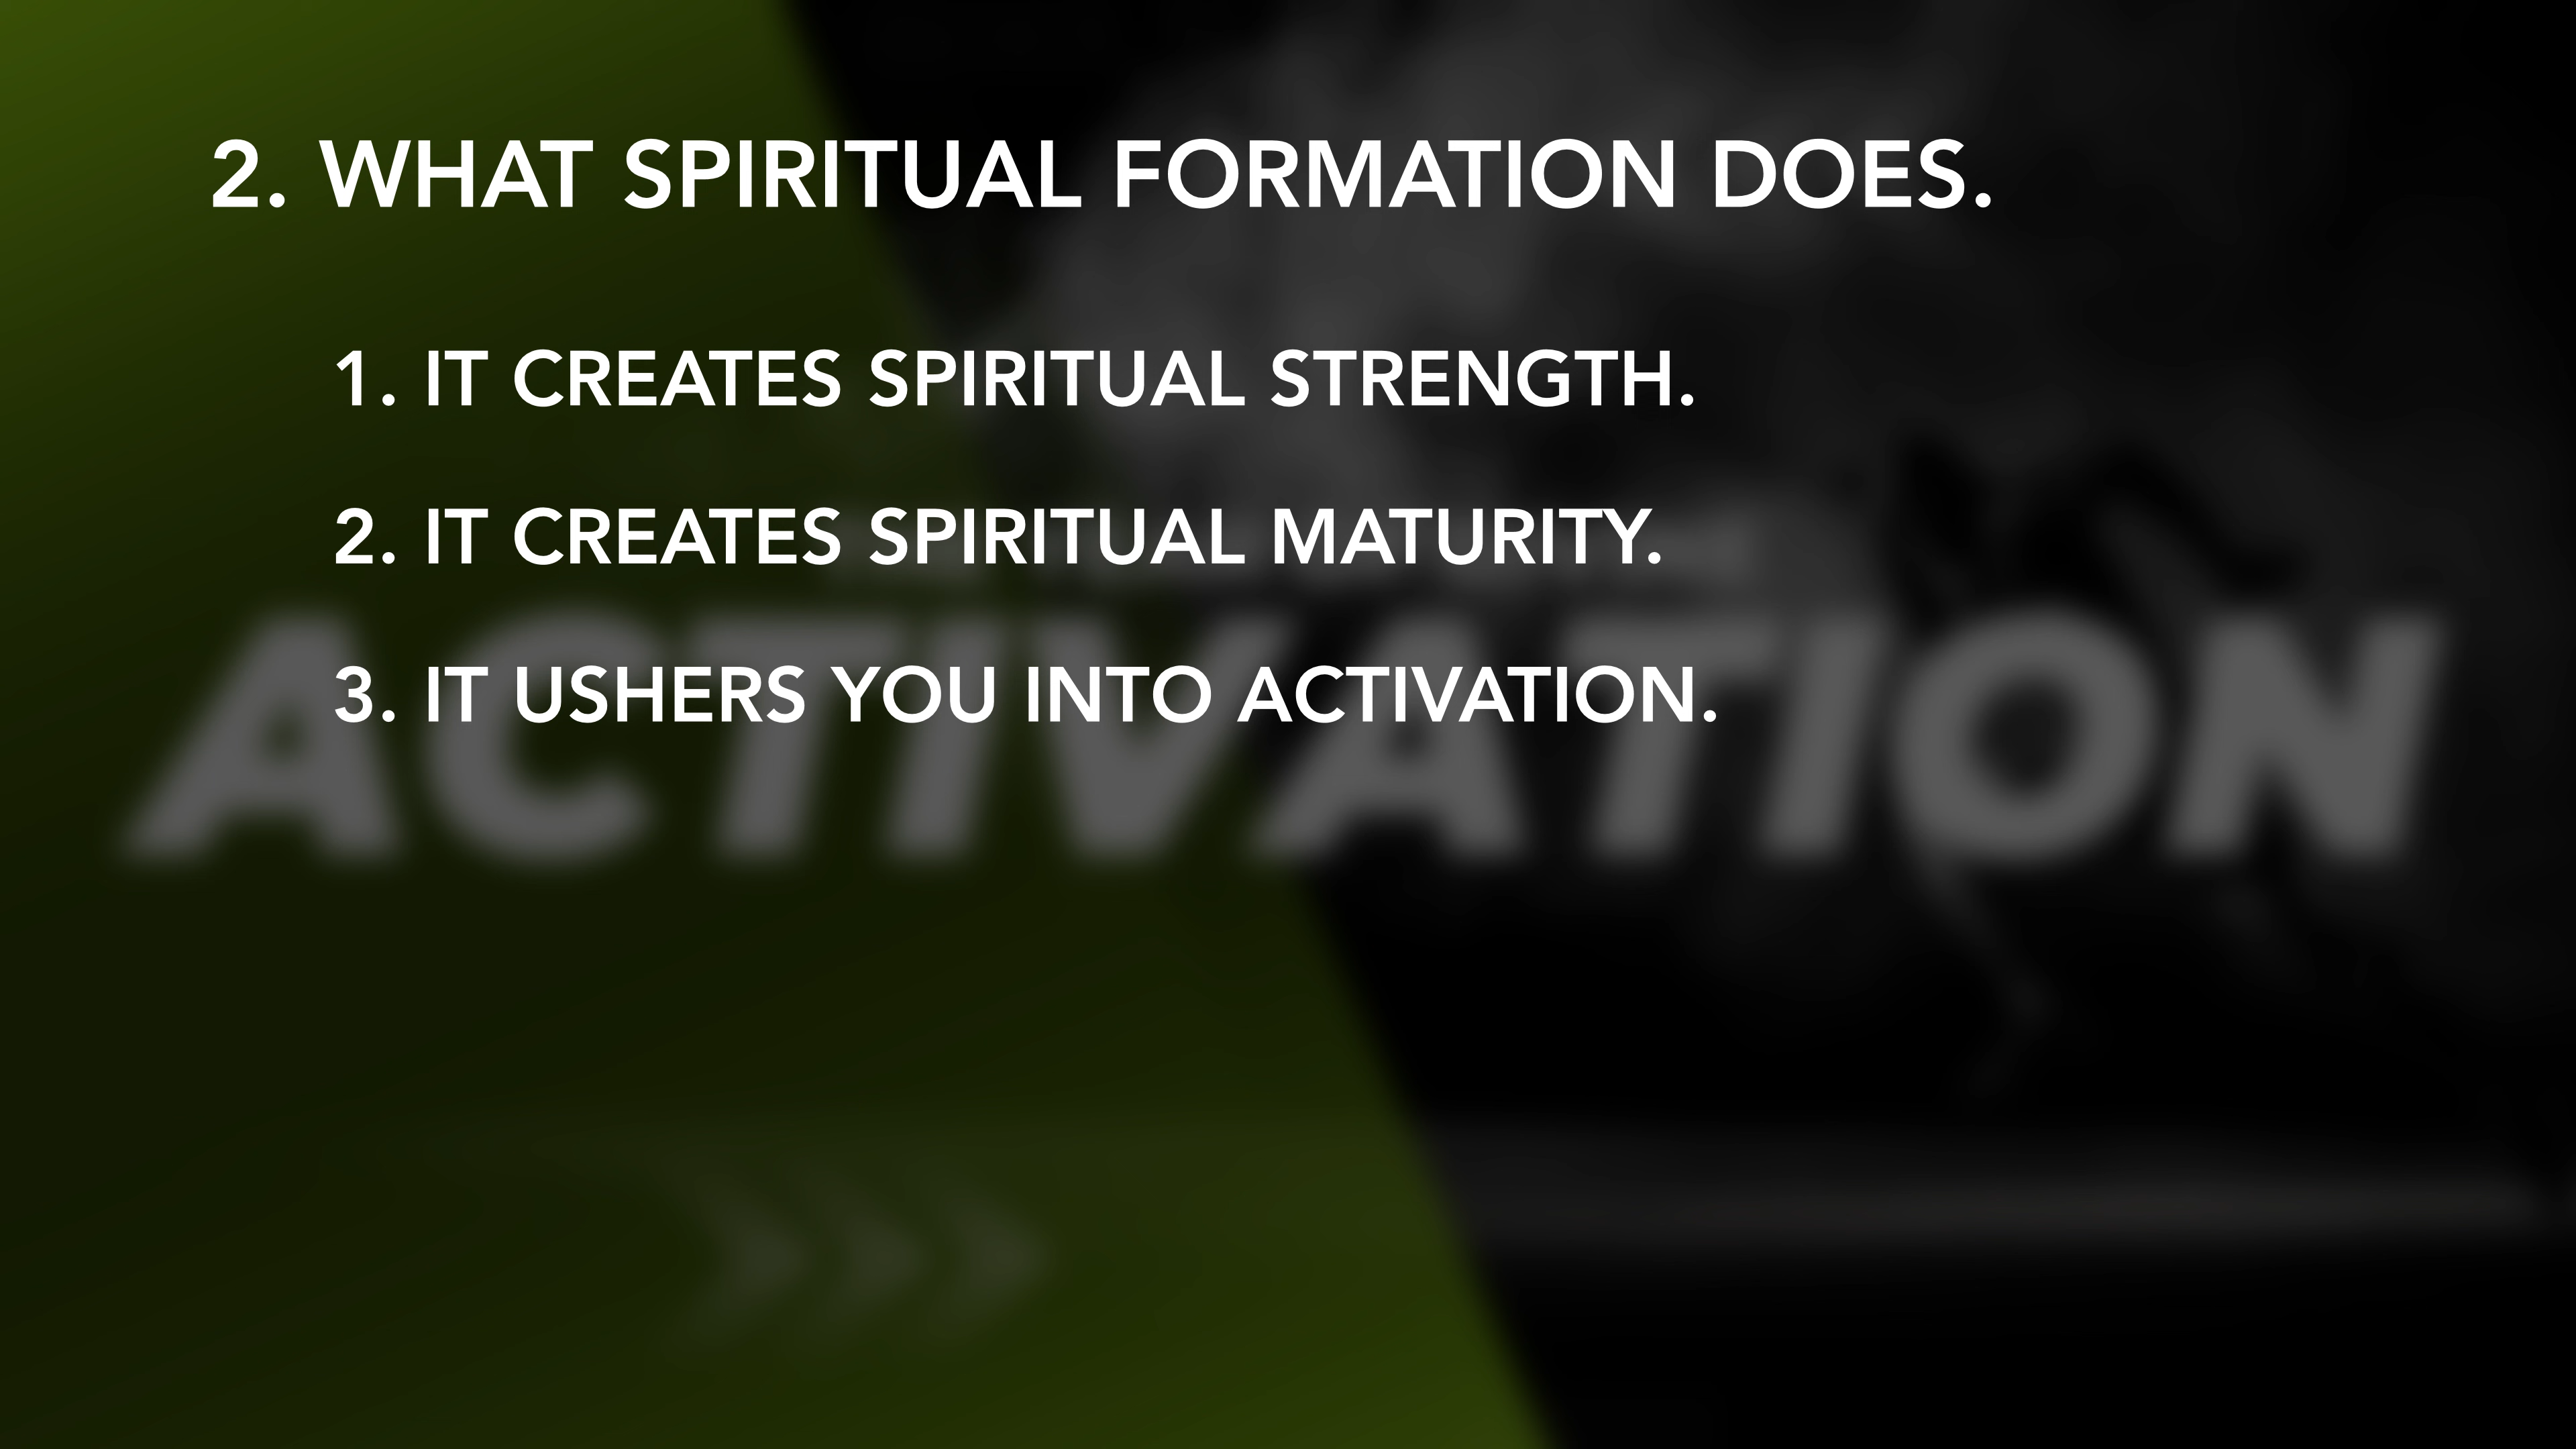 2. WHAT SPIRITUAL FORMATION DOES.
1. IT CREATES SPIRITUAL STRENGTH.
2. IT CREATES SPIRITUAL MATURITY.
3. IT USHERS YOU INTO ACTIVATION.
ACTIVATION